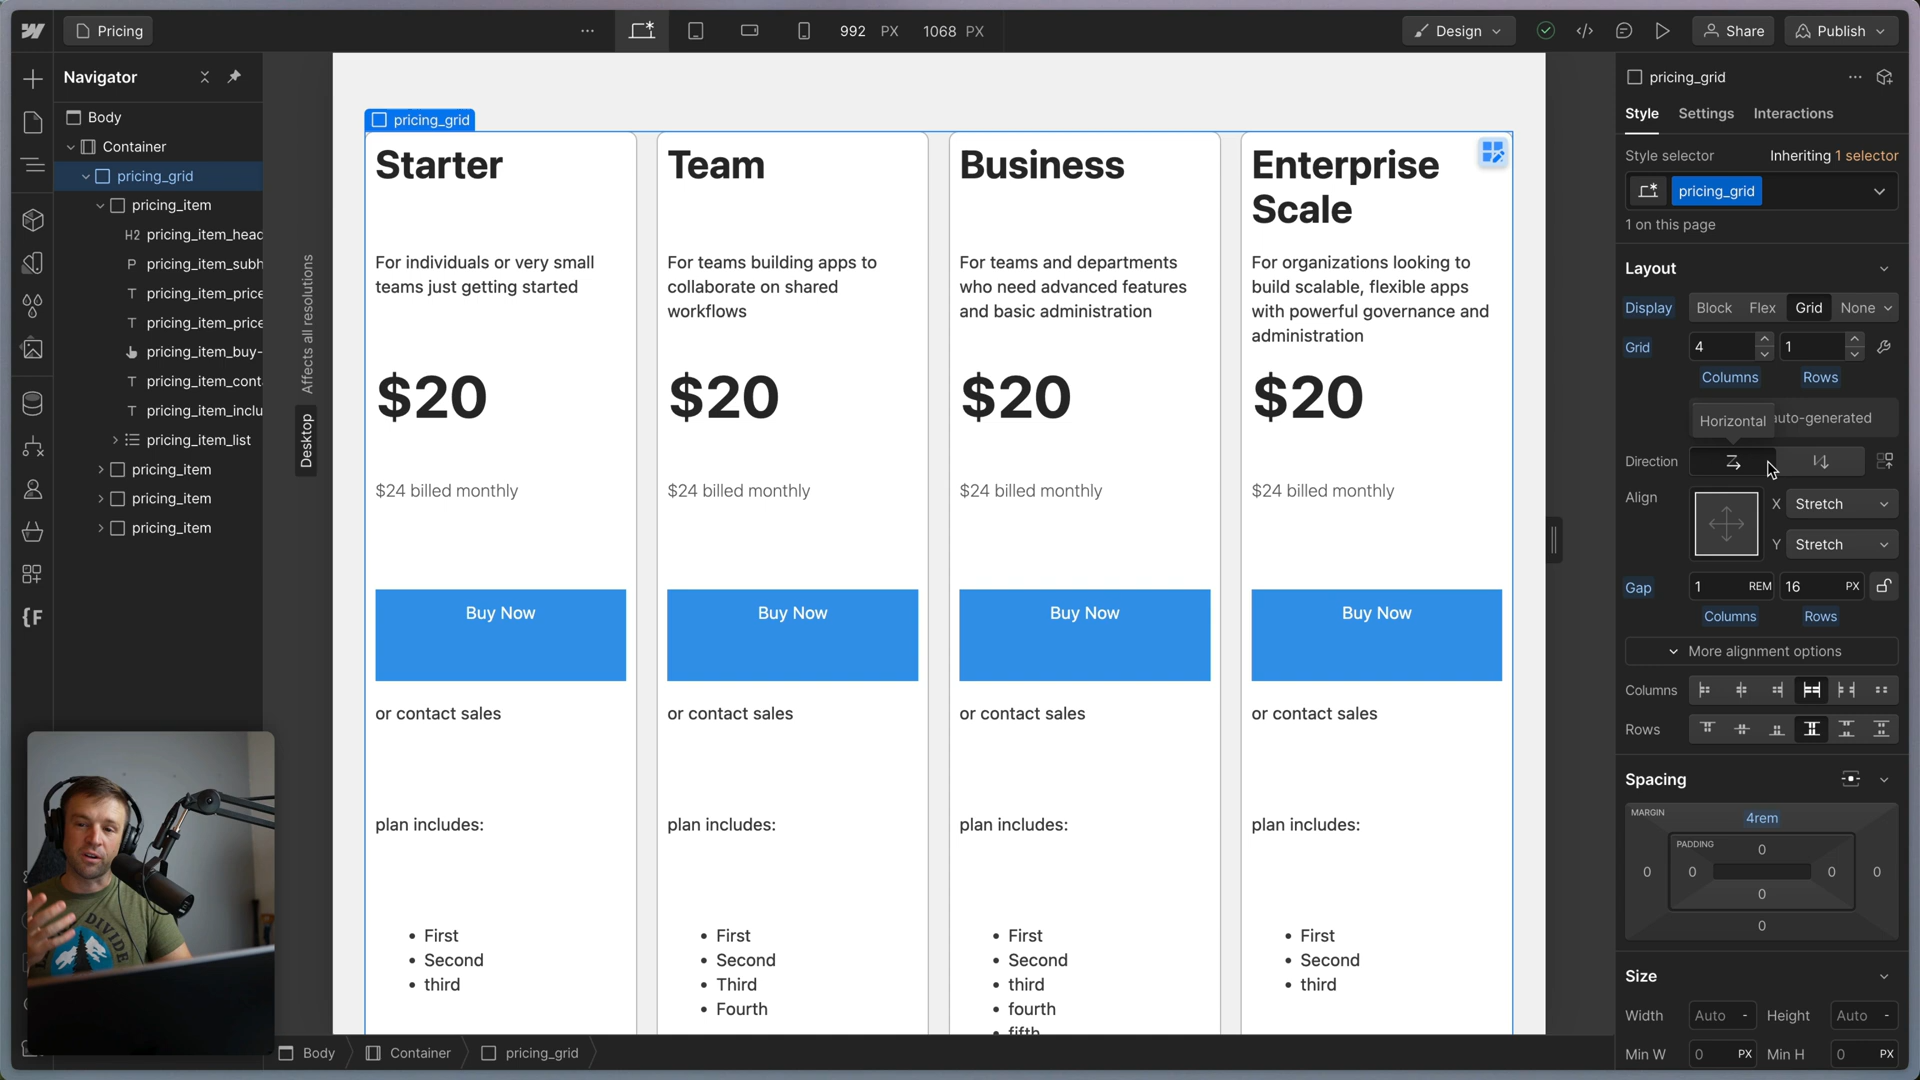 Pricing
992 PX 1068 PX
Design
Share
Publish
Navigator
Body
Container
pricing_grid
pricing_item
H2 pricing_item_head
P pricing_item_subh
T pricing_item_price
T pricing_item_price
pricing_item_buy-
T pricing_item_cont
T pricing_item_inclu
pricing_item_list
pricing_item
pricing_item
pricing_item
Affects all resolutions
Desktop
pricing_grid
Starter
For individuals or very small
teams just getting started
$20
$24 billed monthly
Buy Now
or contact sales
plan includes:
• First
• Second
• third
Team
For teams building apps to
collaborate on shared
workflows
$20
$24 billed monthly
Buy Now
or contact sales
plan includes:
• First
• Second
• Third
• Fourth
Business
For teams and departments
who need advanced features
and basic administration
$20
$24 billed monthly
Buy Now
or contact sales
plan includes:
• First
• Second
• third
• fourth
• fifth
Enterprise
Scale
For organizations looking to
build scalable, flexible apps
with powerful governance and
administration
$20
$24 billed monthly
Buy Now
or contact sales
plan includes:
• First
• Second
• third
pricing_grid
Style Settings Interactions
Style selector Inheriting 1 selector
pricing_grid
1 on this page
Layout
Display Block Flex Grid None
Grid 4 1
Columns Rows
Horizontal auto-generated
Direction
Align X Stretch
Y Stretch
Gap 1 REM 16 PX
Columns Rows
More alignment options
Columns
Rows
Spacing
MARGIN 4rem
PADDING 0
0 0 0 0
0
0
Size
Width Auto - Height Auto -
Min W 0 PX Min H 0 PX
DIVIDE
Body Container pricing_grid